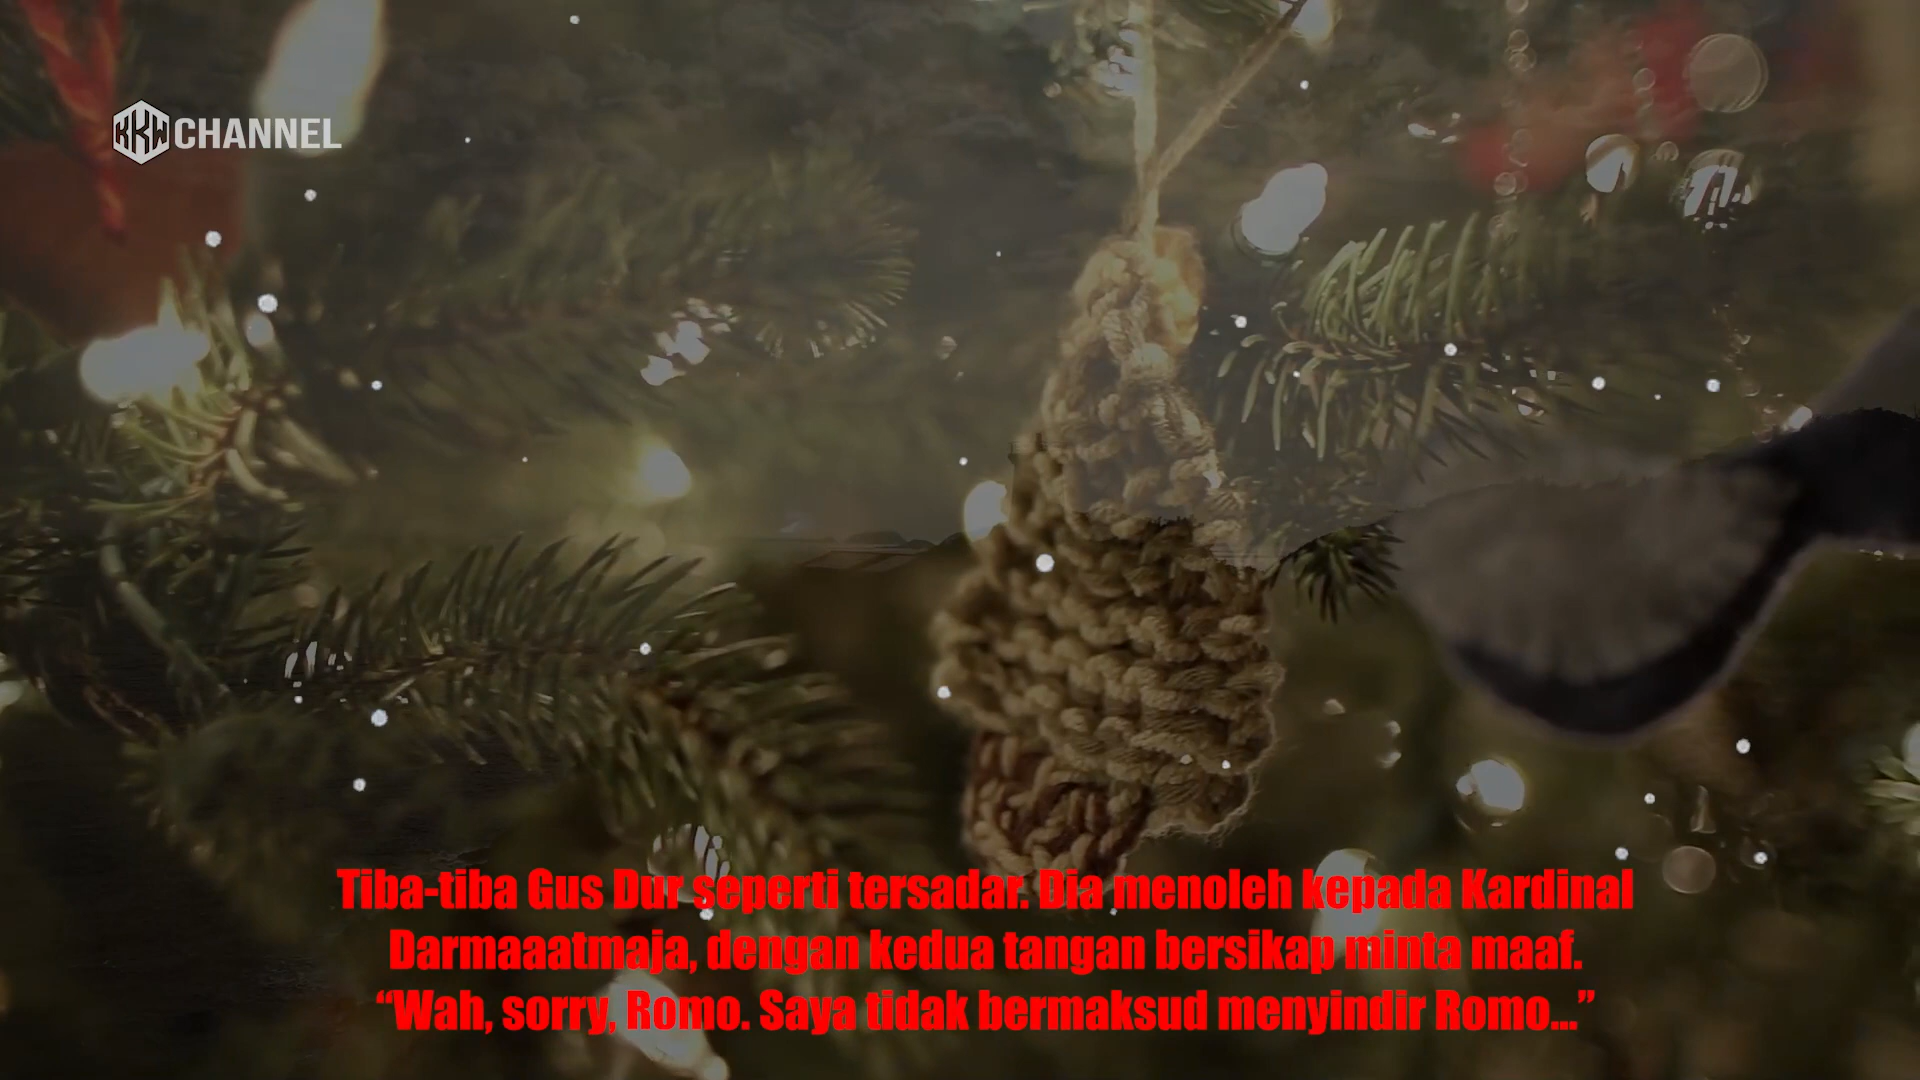 KKW CHANNEL
Tiba-tiba Gus Dur seperti tersadar. Dia menoleh kepada Kardinal
Darmaaatmaja, dengan kedua tangan bersikap minta maaf.
“Wah, sorry, Romo. Saya tidak bermaksud menyindir Romo...”